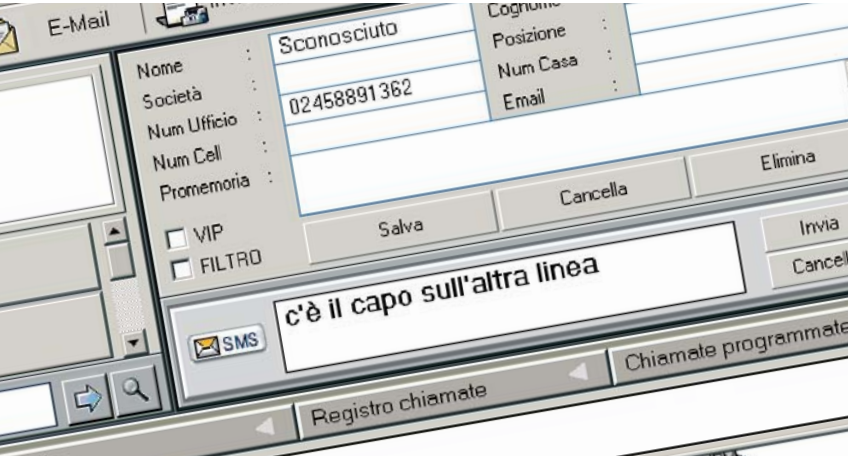 E-Mail
Nome :
Sconosciuto
Cognome
Società :
Posizione :
Num Ufficio :
02458891362
Num Casa :
Num Cell :
Email :
Promemoria :
VIP
FILTRO
Salva
Cancella
Elimina
SMS
c'è il capo sull'altra linea
Invia
Cancell
Registro chiamate
Chiamate programmate